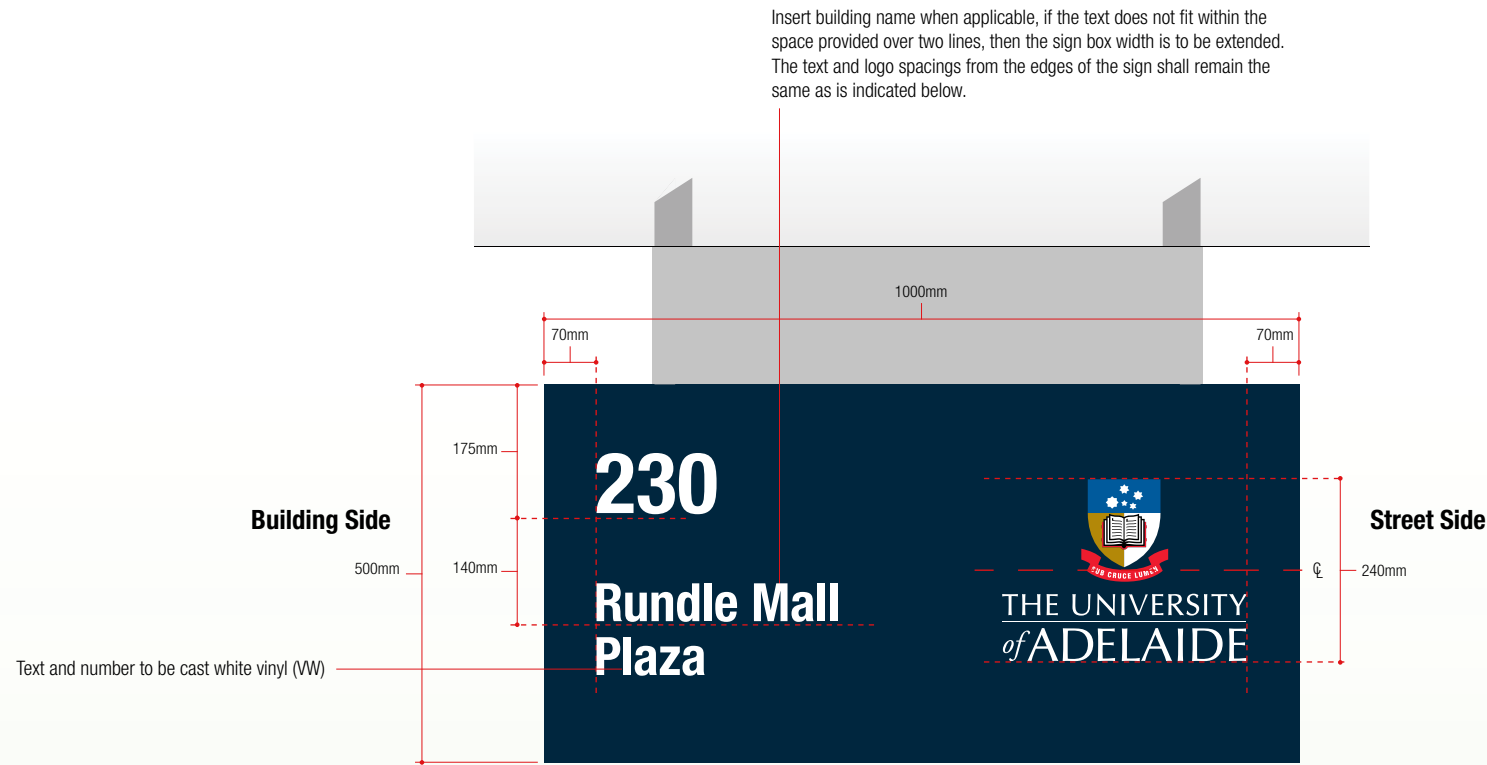 Insert building name when applicable, if the text does not fit within the
space provided over two lines, then the sign box width is to be extended.
The text and logo spacings from the edges of the sign shall remain the
same as is indicated below.
1000mm
70mm
70mm
175mm
230
Building Side
Street Side
500mm
140mm
SUB CRUCE LUMEN
℄
240mm
Rundle Mall
Plaza
THE UNIVERSITY
of ADELAIDE
Text and number to be cast white vinyl (VW)